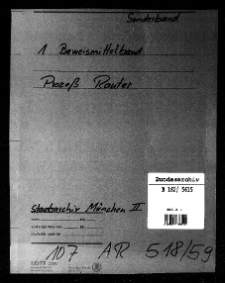 Sonderband
1 Beweismittelband
Prozeß Rauter
Bundesarchiv
B 162/ 5615
Staatsarchiv München II
107 AR 518/59